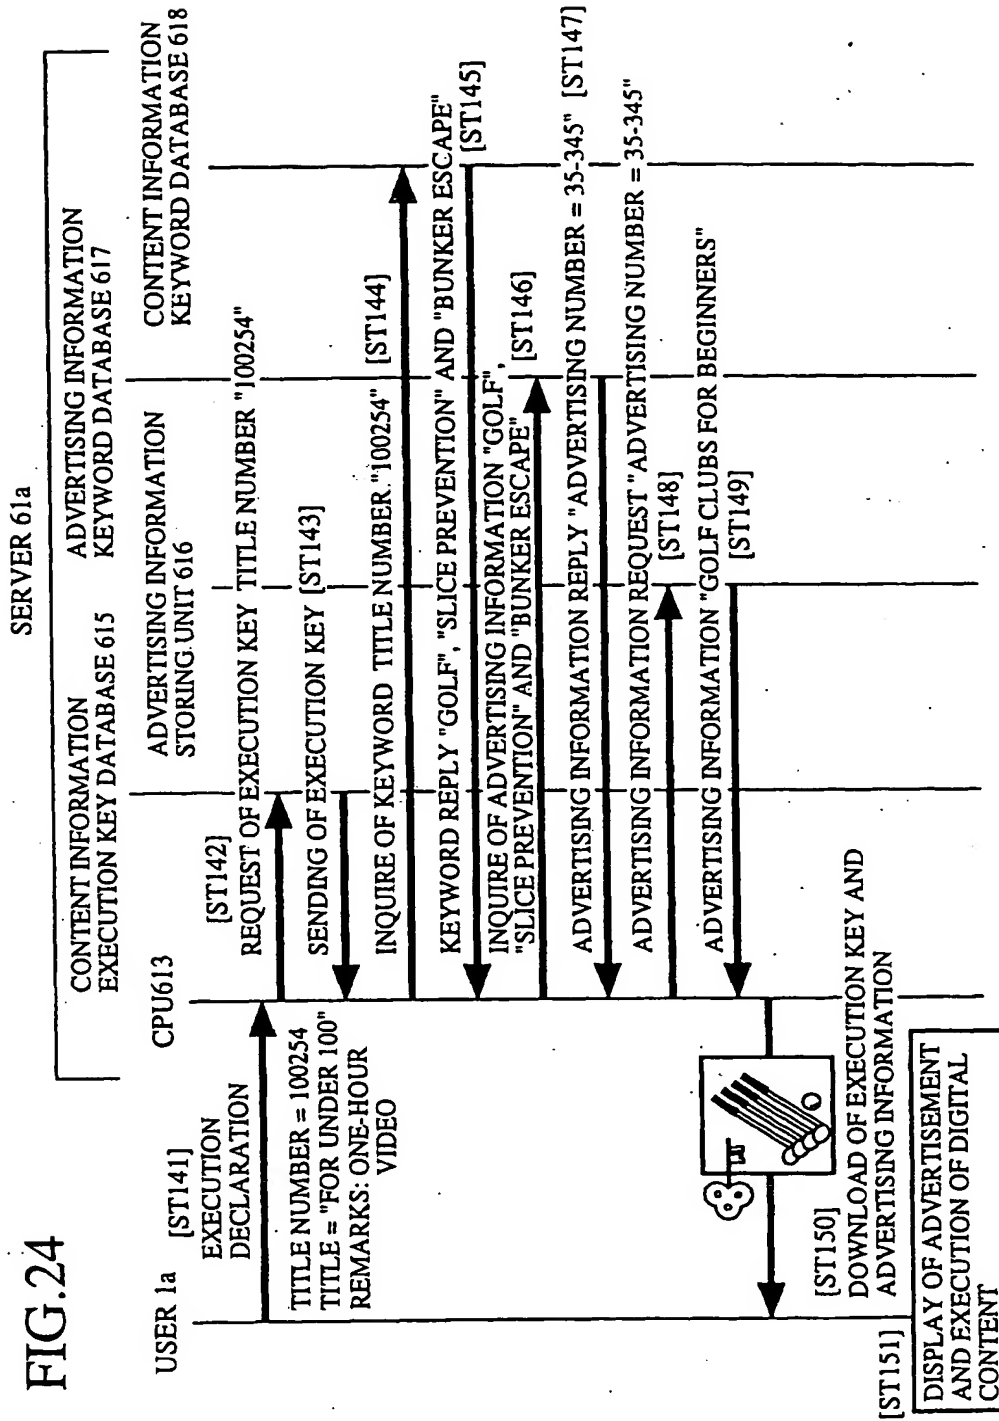 FIG.24
SERVER 61a
USER 1a
CPU613
CONTENT INFORMATION
EXECUTION KEY DATABASE 615
ADVERTISING INFORMATION
STORING UNIT 616
ADVERTISING INFORMATION
KEYWORD DATABASE 617
CONTENT INFORMATION
KEYWORD DATABASE 618
[ST141]
EXECUTION
DECLARATION
TITLE NUMBER = 100254
TITLE = "FOR UNDER 100"
REMARKS: ONE-HOUR
VIDEO
[ST142]
REQUEST OF EXECUTION KEY TITLE NUMBER "100254"
SENDING OF EXECUTION KEY [ST143]
INQUIRE OF KEYWORD TITLE NUMBER "100254" [ST144]
KEYWORD REPLY "GOLF", "SLICE PREVENTION" AND "BUNKER ESCAPE"
[ST145]
INQUIRE OF ADVERTISING INFORMATION "GOLF",
"SLICE PREVENTION" AND "BUNKER ESCAPE" [ST146]
ADVERTISING INFORMATION REPLY "ADVERTISING NUMBER = 35-345" [ST147]
ADVERTISING INFORMATION REQUEST "ADVERTISING NUMBER = 35-345"
[ST148]
ADVERTISING INFORMATION "GOLF CLUBS FOR BEGINNERS"
[ST149]
[ST150]
DOWNLOAD OF EXECUTION KEY AND
ADVERTISING INFORMATION
[ST151]
DISPLAY OF ADVERTISEMENT
AND EXECUTION OF DIGITAL
CONTENT